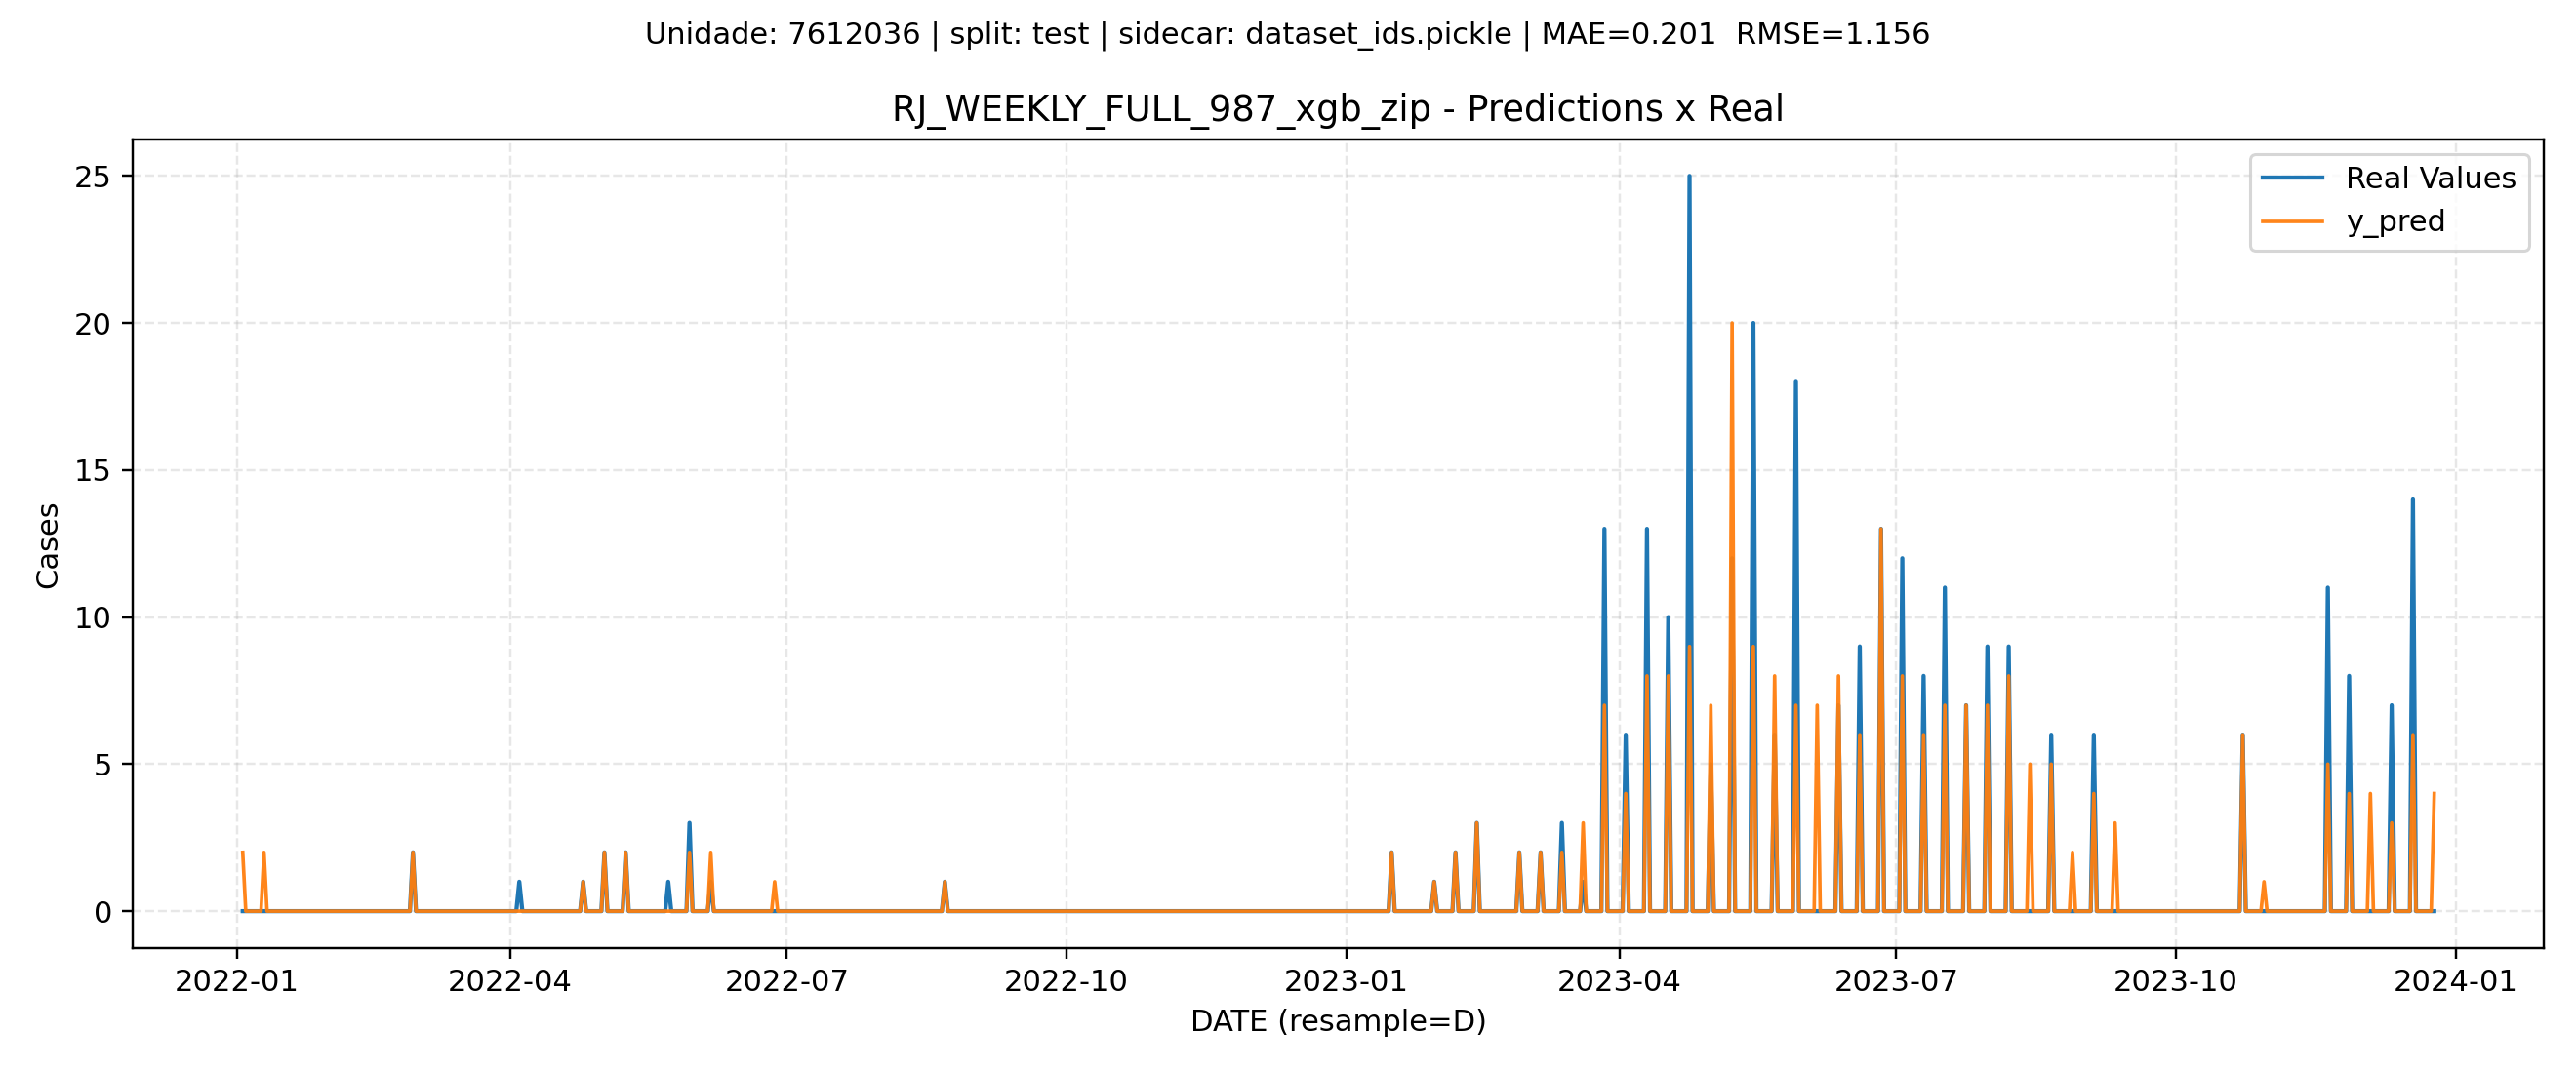 Unidade: 7612036 | split: test | sidecar: dataset_ids.pickle | MAE=0.201  RMSE=1.156
RJ_WEEKLY_FULL_987_xgb_zip - Predictions x Real
Real Values
y_pred
25
20
15
10
5
0
Cases
2022-01
2022-04
2022-07
2022-10
2023-01
2023-04
2023-07
2023-10
2024-01
DATE (resample=D)